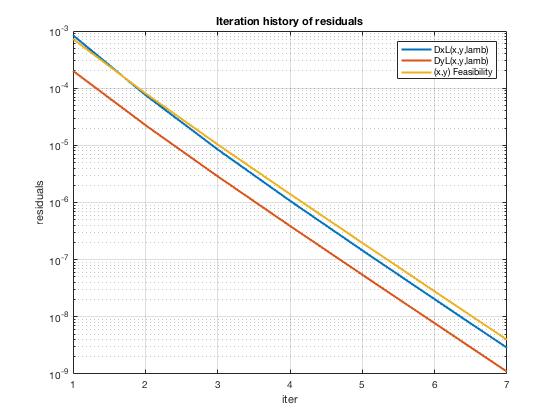 Iteration history of residuals
10^-3
10^-4
10^-5
10^-6
10^-7
10^-8
10^-9
residuals
DxL(x,y,lamb)
DyL(x,y,lamb)
(x,y) Feasibility
1 2 3 4 5 6 7
iter